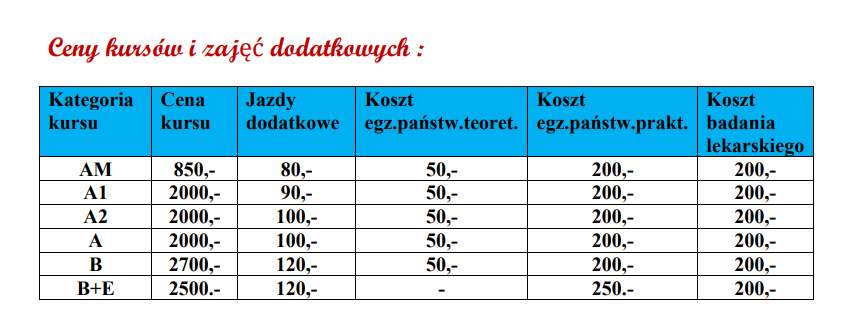 Ceny kursów i zajęć dodatkowych :
Kategoria kursu Cena kursu Jazdy dodatkowe Koszt egz.państw.teoret. Koszt egz.państw.prakt. Koszt badania lekarskiego
AM 850,- 80,- 50,- 200,- 200,-
A1 2000,- 90,- 50,- 200,- 200,-
A2 2000,- 100,- 50,- 200,- 200,-
A 2000,- 100,- 50,- 200,- 200,-
B 2700,- 120,- 50,- 200,- 200,-
B+E 2500.- 120,- - 250.- 200,-